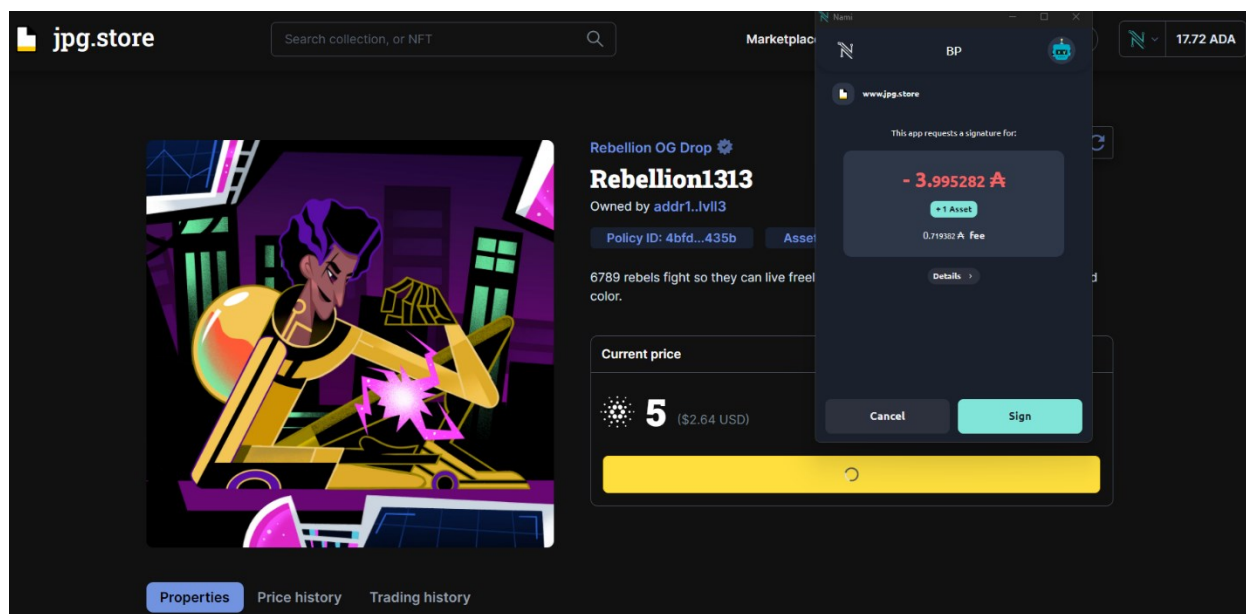 jpg.store
Search collection, or NFT
Marketplac
17.72 ADA
Nami
BP
www.jpg.store
This app requests a signature for:
- 3.995282 ₳
+ 1 Asset
0.719382 ₳ fee
Details
Cancel
Sign
Rebellion OG Drop
Rebellion1313
Owned by addr1..lvll3
Policy ID: 4bfd...435b
Asset
6789 rebels fight so they can live freel
d
color.
Current price
5 ($2.64 USD)
Properties
Price history
Trading history